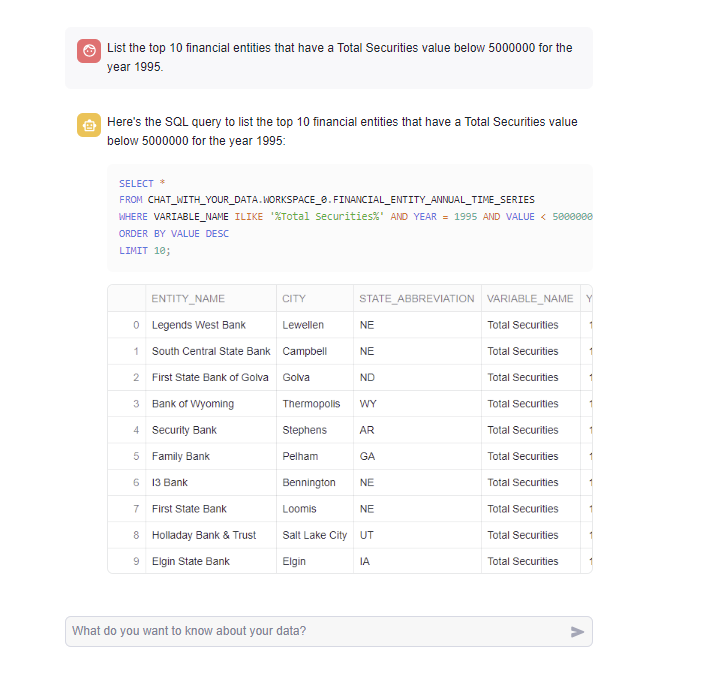 List the top 10 financial entities that have a Total Securities value below 5000000 for the
year 1995.
Here's the SQL query to list the top 10 financial entities that have a Total Securities value
below 5000000 for the year 1995:
SELECT *
FROM CHAT_WITH_YOUR_DATA.WORKSPACE_0.FINANCIAL_ENTITY_ANNUAL_TIME_SERIES
WHERE VARIABLE_NAME ILIKE '%Total Securities%' AND YEAR = 1995 AND VALUE < 5000000
ORDER BY VALUE DESC
LIMIT 10;
ENTITY_NAME CITY STATE_ABBREVIATION VARIABLE_NAME Y
0 Legends West Bank Lewellen NE Total Securities 1
1 South Central State Bank Campbell NE Total Securities 1
2 First State Bank of Golva Golva ND Total Securities 1
3 Bank of Wyoming Thermopolis WY Total Securities 1
4 Security Bank Stephens AR Total Securities 1
5 Family Bank Pelham GA Total Securities 1
6 I3 Bank Bennington NE Total Securities 1
7 First State Bank Loomis NE Total Securities 1
8 Holladay Bank & Trust Salt Lake City UT Total Securities 1
9 Elgin State Bank Elgin IA Total Securities 1
What do you want to know about your data?